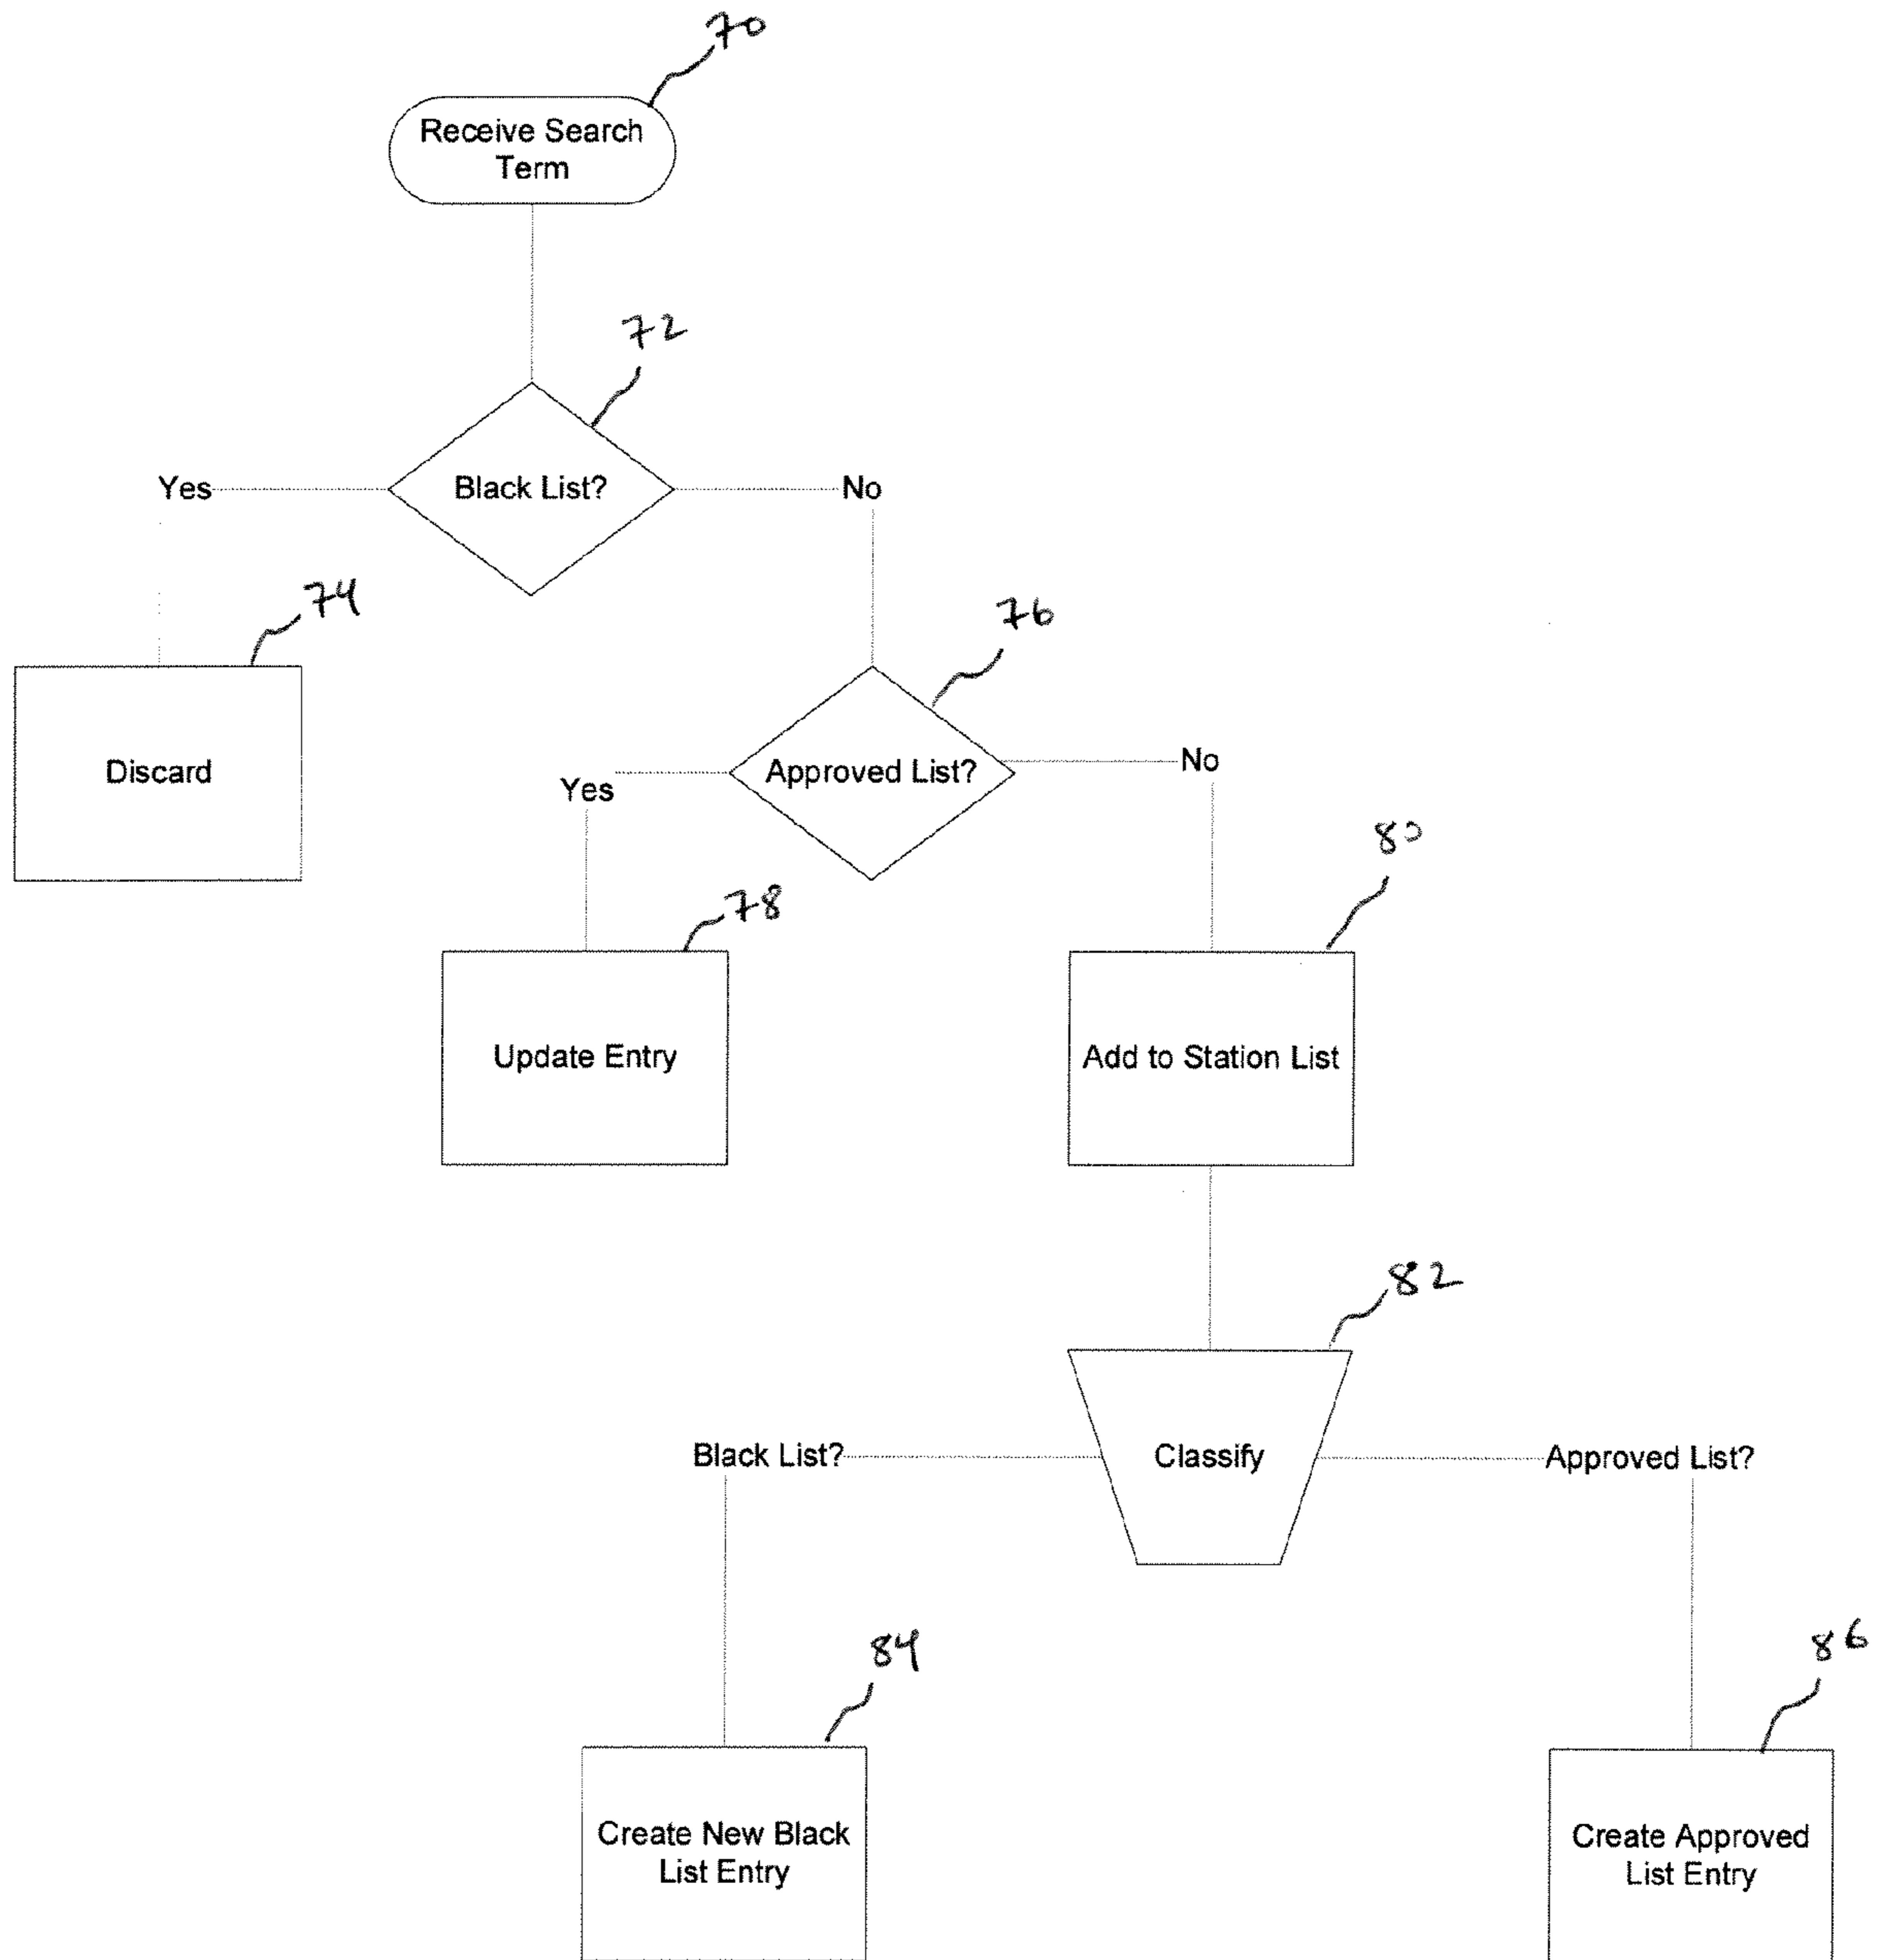 70
Receive Search
Term
72
Black List?
Yes
No
74
76
Discard
Approved List?
Yes
No
80
78
Update Entry
Add to Station List
82
Black List?
Classify
Approved List?
84
86
Create New Black
List Entry
Create Approved
List Entry